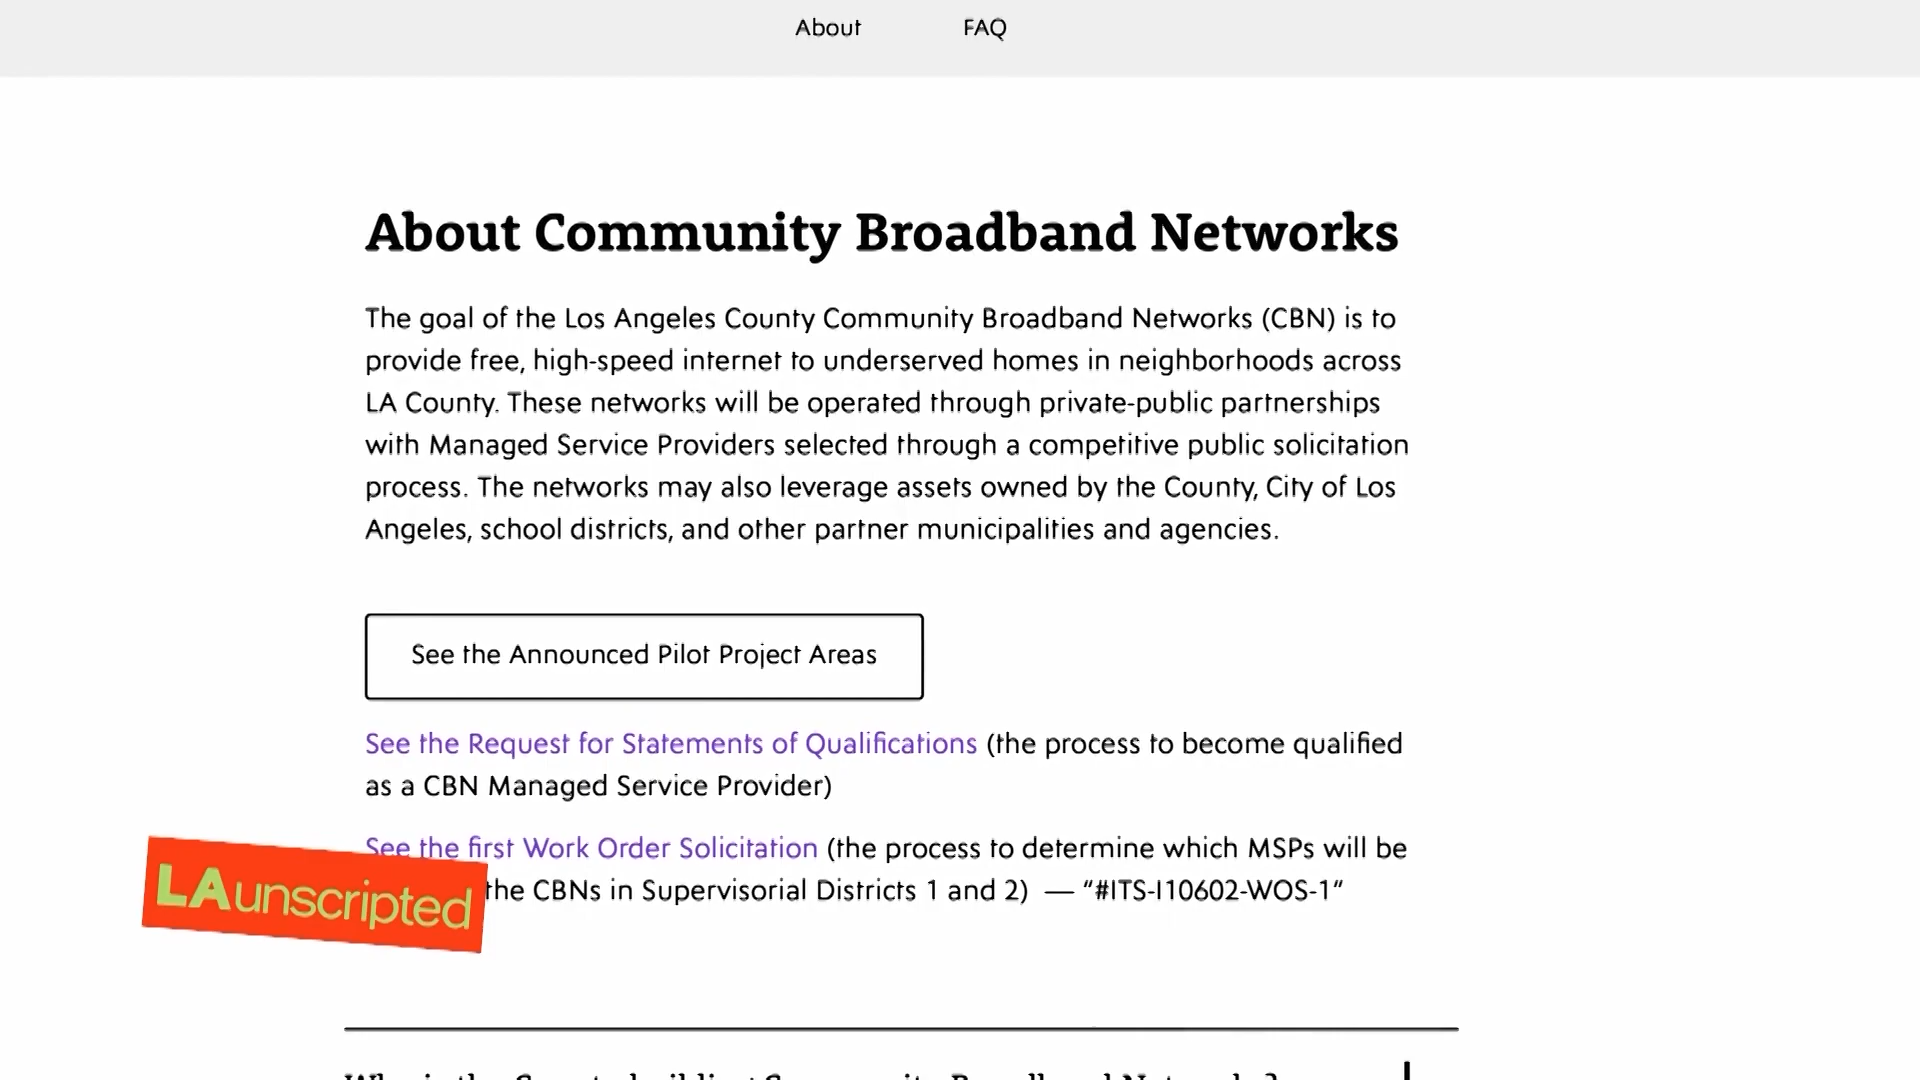 About FAQ
About Community Broadband Networks
The goal of the Los Angeles County Community Broadband Networks (CBN) is to
provide free, high-speed internet to underserved homes in neighborhoods across
LA County. These networks will be operated through private-public partnerships
with Managed Service Providers selected through a competitive public solicitation
process. The networks may also leverage assets owned by the County, City of Los
Angeles, school districts, and other partner municipalities and agencies.
See the Announced Pilot Project Areas
See the Request for Statements of Qualifications (the process to become qualified
as a CBN Managed Service Provider)
See the first Work Order Solicitation (the process to determine which MSPs will be
the CBNs in Supervisorial Districts 1 and 2) — “#ITS-I10602-WOS-1”
LAunscripted